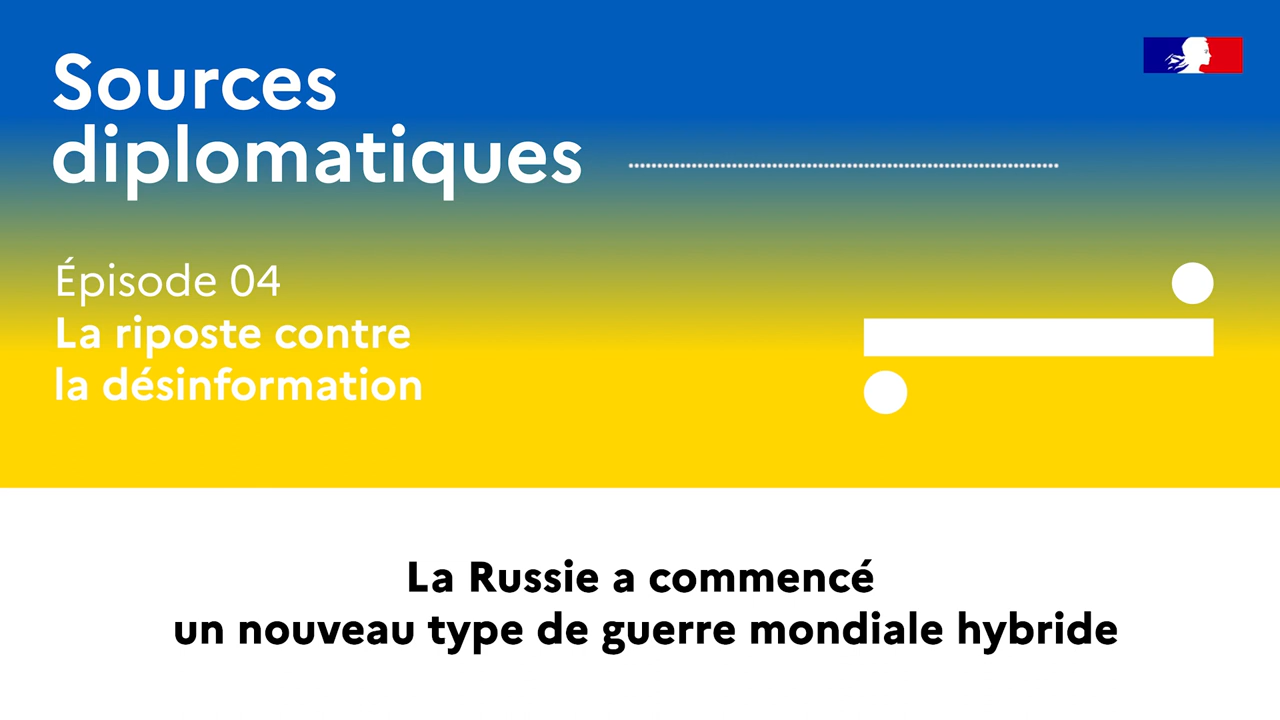 Sources
diplomatiques
Épisode 04
La riposte contre
la désinformation
La Russie a commencé
un nouveau type de guerre mondiale hybride